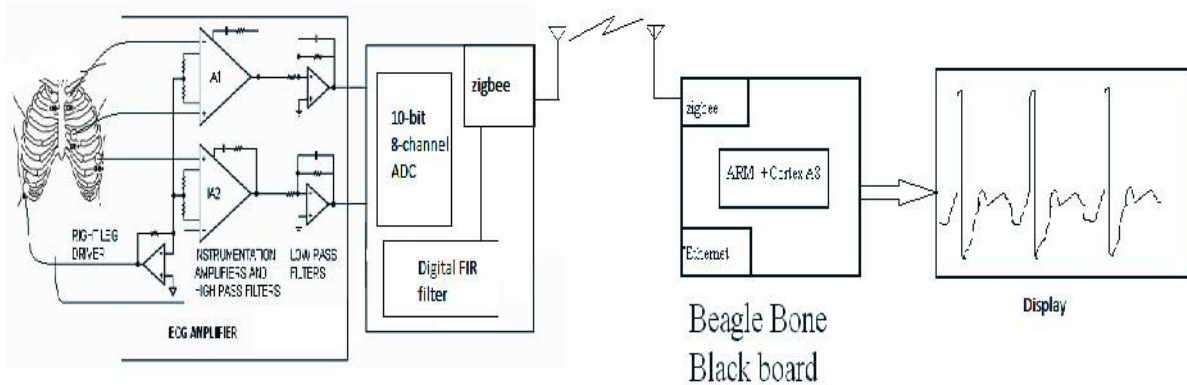 A1
IA2
RIGHT LEG
DRIVER
INSTRUMENTATION
AMPLIFIERS AND
HIGH PASS FILTERS
LOW PASS
FILTERS
ECG AMPLIFIER
10-bit
8-channel
ADC
zigbee
Digital FIR
filter
zigbee
ARM + Cortex A8
Ethernet
Beagle Bone
Black board
Display